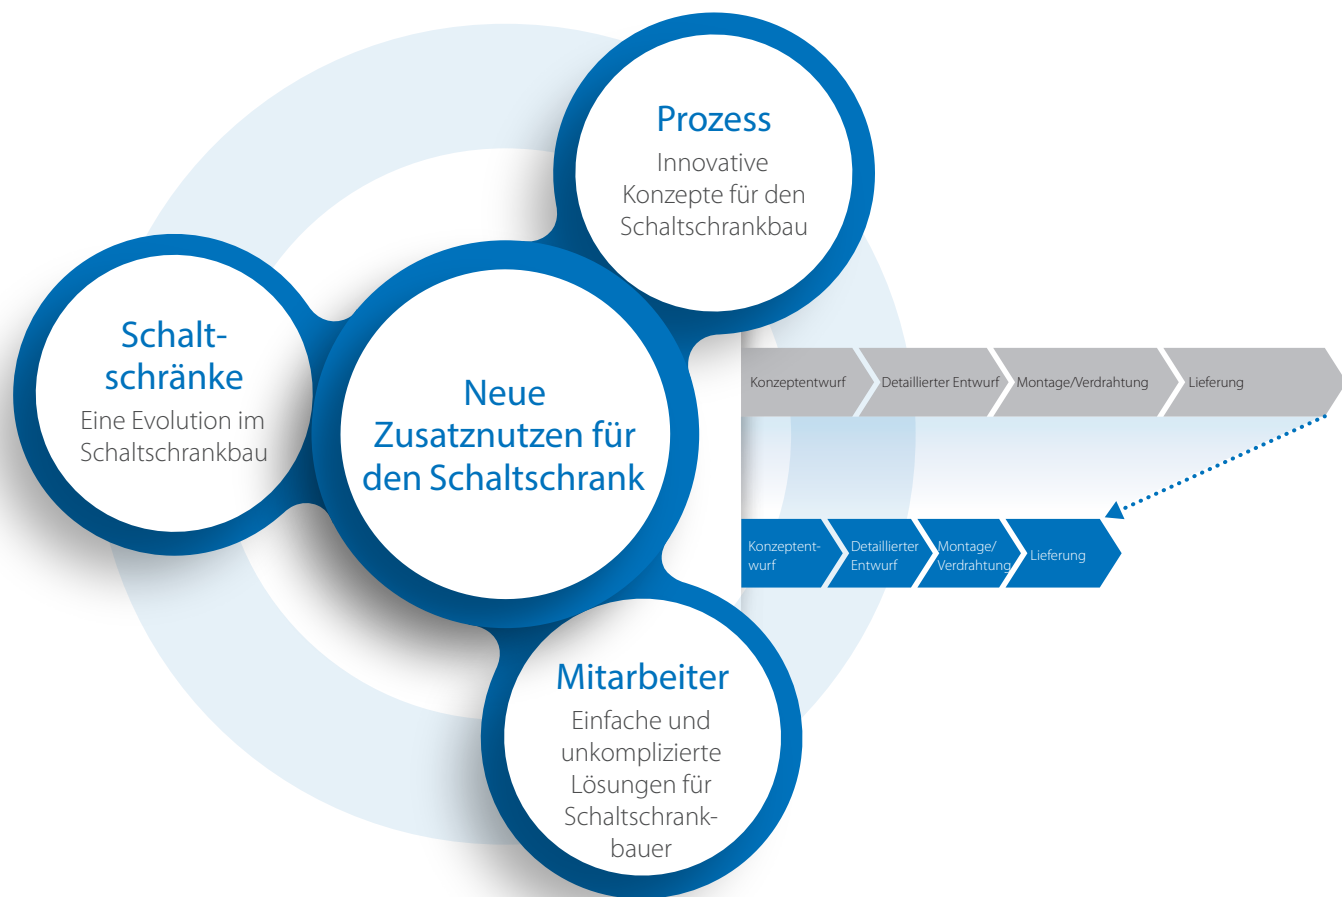 Prozess
Innovative
Konzepte für den
Schaltschrankbau
Schalt-
schränke
Eine Evolution im
Schaltschrankbau
Neue
Zusatznutzen für
den Schaltschrank
Konzeptentwurf
Detaillierter Entwurf
Montage/Verdrahtung
Lieferung
Konzeptent-
wurf
Detaillierter
Entwurf
Montage/
Verdrahtung
Lieferung
Mitarbeiter
Einfache und
unkomplizierte
Lösungen für
Schaltschrank-
bauer